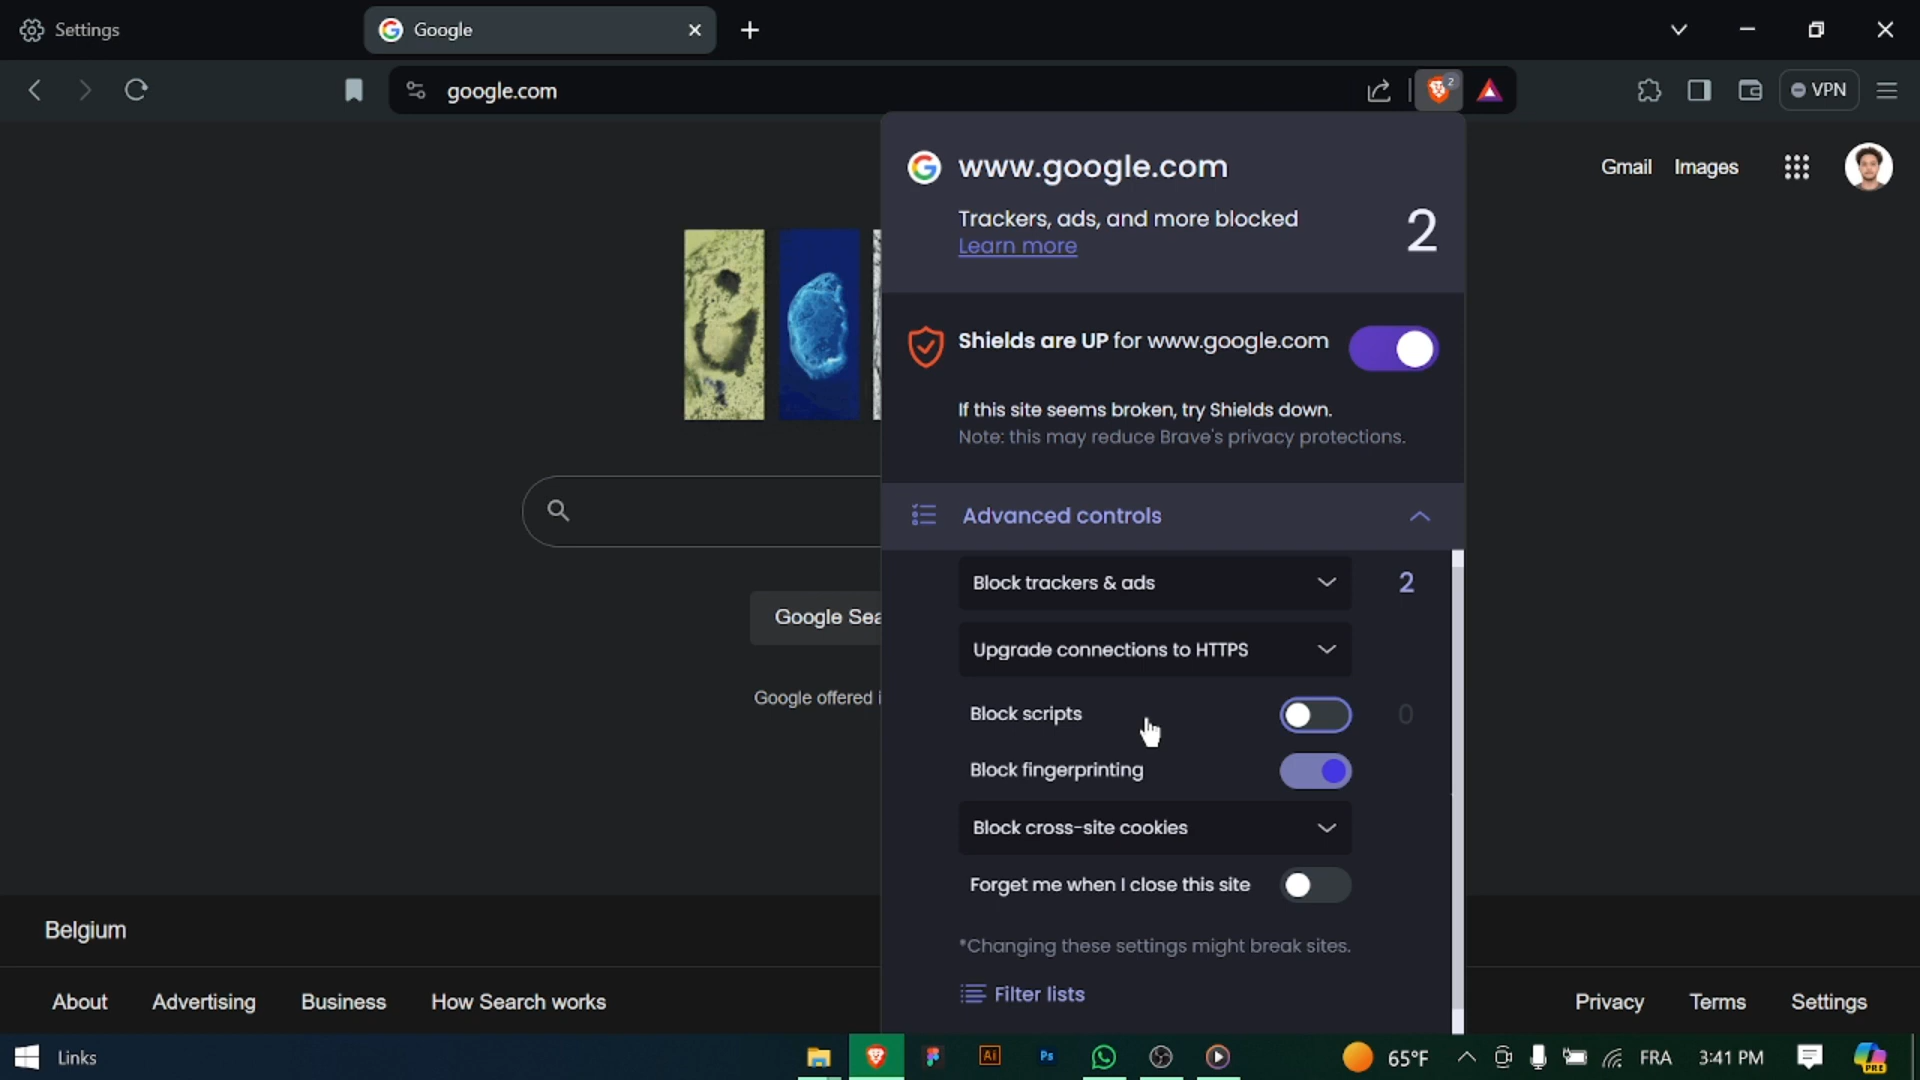 Settings
Google
google.com
2
VPN
www.google.com
Gmail Images
Trackers, ads, and more blocked
2
Learn more
Shields are UP for www.google.com
If this site seems broken, try Shields down.
Note: this may reduce Brave's privacy protections.
Advanced controls
Block trackers & ads
2
Upgrade connections to HTTPS
Google Sea
Google offered i
Block scripts
0
Block fingerprinting
Block cross-site cookies
Forget me when I close this site
*Changing these settings might break sites.
Filter lists
Belgium
About Advertising Business How Search works
Privacy Terms Settings
Links
Ai
Ps
65°F
FRA
3:41 PM
PRE